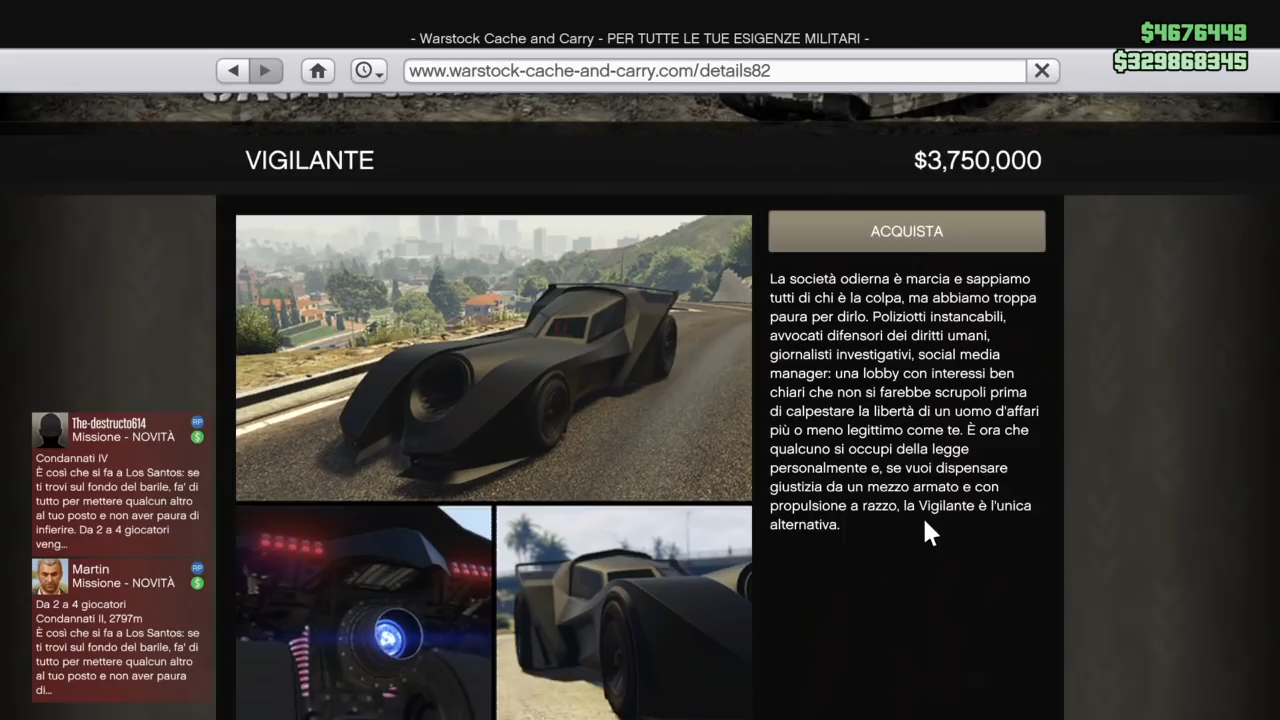 - Warstock Cache and Carry - PER TUTTE LE TUE ESIGENZE MILITARI -
$4676449
$329868345
www.warstock-cache-and-carry.com/details82
VIGILANTE
$3,750,000
ACQUISTA
La società odierna è marcia e sappiamo
tutti di chi è la colpa, ma abbiamo troppa
paura per dirlo. Poliziotti instancabili,
avvocati difensori dei diritti umani,
giornalisti investigativi, social media
manager: una lobby con interessi ben
chiari che non si farebbe scrupoli prima
di calpestare la libertà di un uomo d'affari
più o meno legittimo come te. È ora che
qualcuno si occupi della legge
personalmente e, se vuoi dispensare
giustizia da un mezzo armato e con
propulsione a razzo, la Vigilante è l'unica
alternativa.
The-destructo614
RP
Missione - NOVITÀ
$
Condannati IV
È così che si fa a Los Santos: se
ti trovi sul fondo del barile, fa' di
tutto per mettere qualcun altro
al tuo posto e non aver paura di
infierire. Da 2 a 4 giocatori
veng...
Martin
RP
Missione - NOVITÀ
$
Da 2 a 4 giocatori
Condannati II, 2797m
È così che si fa a Los Santos: se
ti trovi sul fondo del barile, fa' di
tutto per mettere qualcun altro
al tuo posto e non aver paura
di...